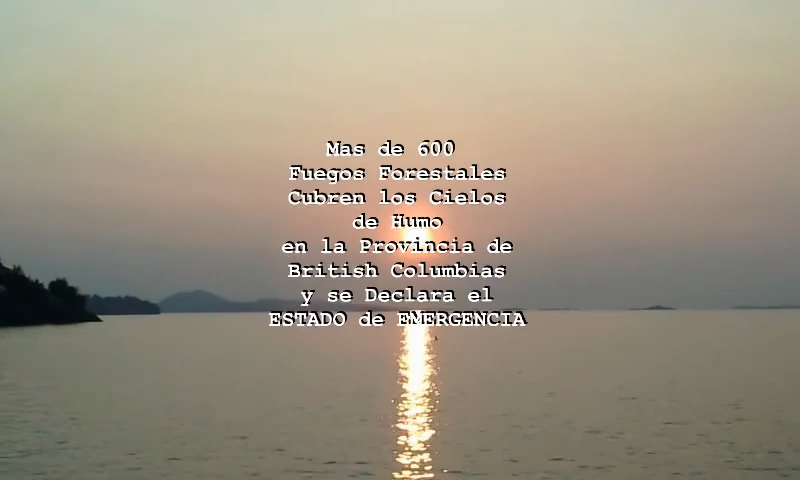 Mas de 600
Fuegos Forestales
Cubren los Cielos
de Humo
en la Provincia de
British Columbias
y se Declara el
ESTADO de EMERGENCIA